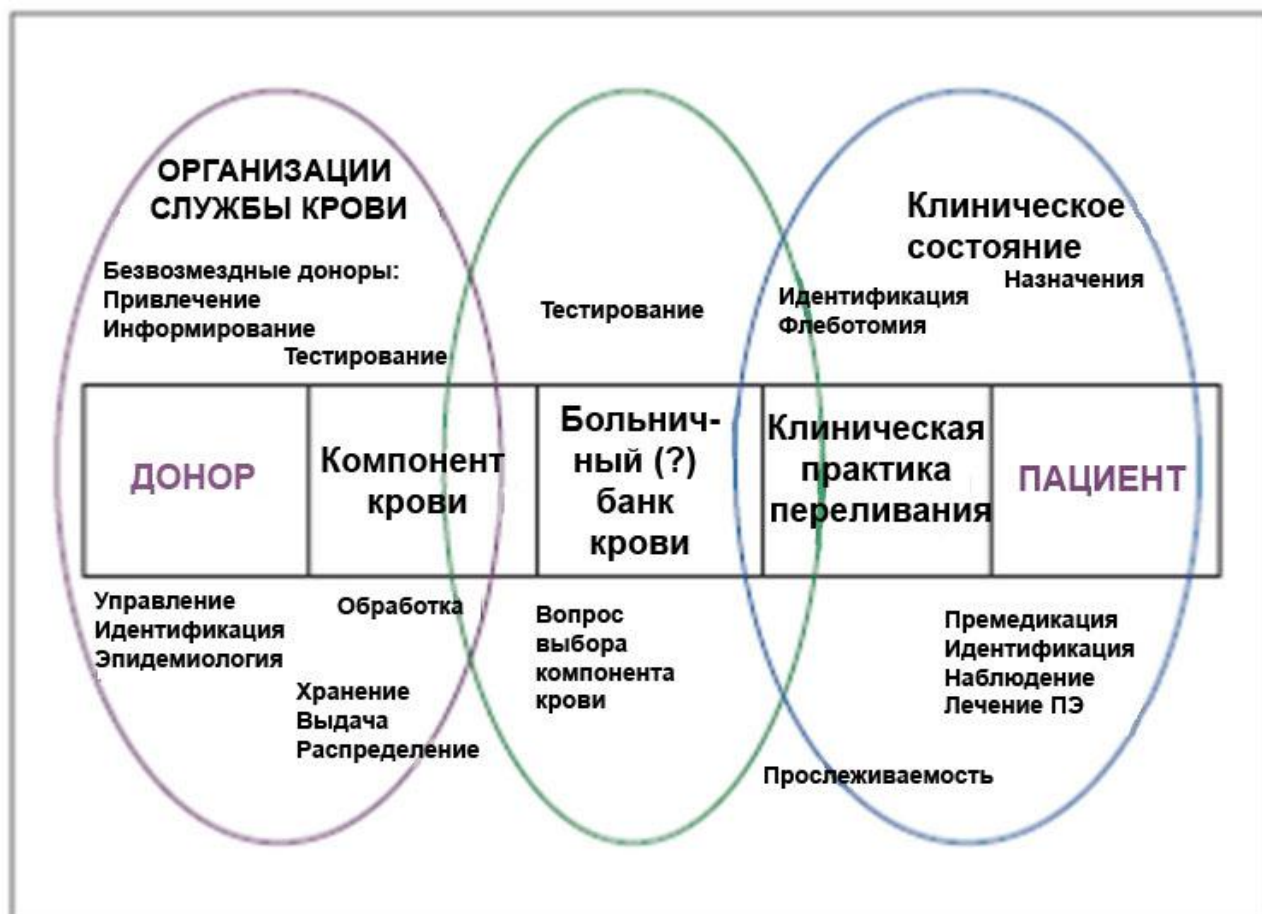 ОРГАНИЗАЦИИ
СЛУЖБЫ КРОВИ
Безвозмездные доноры:
Привлечение
Информирование
Тестирование
Тестирование
Клиническое
состояние
Назначения
Идентификация
Флеботомия
ДОНОР
Компонент
крови
Больнич-
ный (?)
банк
крови
Клиническая
практика
переливания
ПАЦИЕНТ
Управление
Идентификация
Эпидемиология
Обработка
Хранение
Выдача
Распределение
Вопрос
выбора
компонента
крови
Премедикация
Идентификация
Наблюдение
Лечение ПЭ
Прослеживаемость